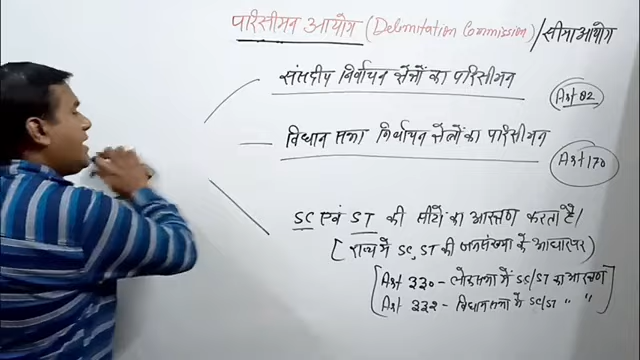 परिसीमन आयोग (Delimitation Commission) / सीमा आयोग
संसदीय निर्वाचन क्षेत्रों का परिसीमन
Art 82
विधान सभा निर्वाचन क्षेत्रों का परिसीमन
Art 170
SC एवं ST की सीटों का आरक्षण करता है
[राज्य में SC, ST की जनसंख्या के आधार पर)
[Art 330 - लोकसभा में SC/ST का आरक्षण]
Art 332 - विधानसभा में SC/ST " "